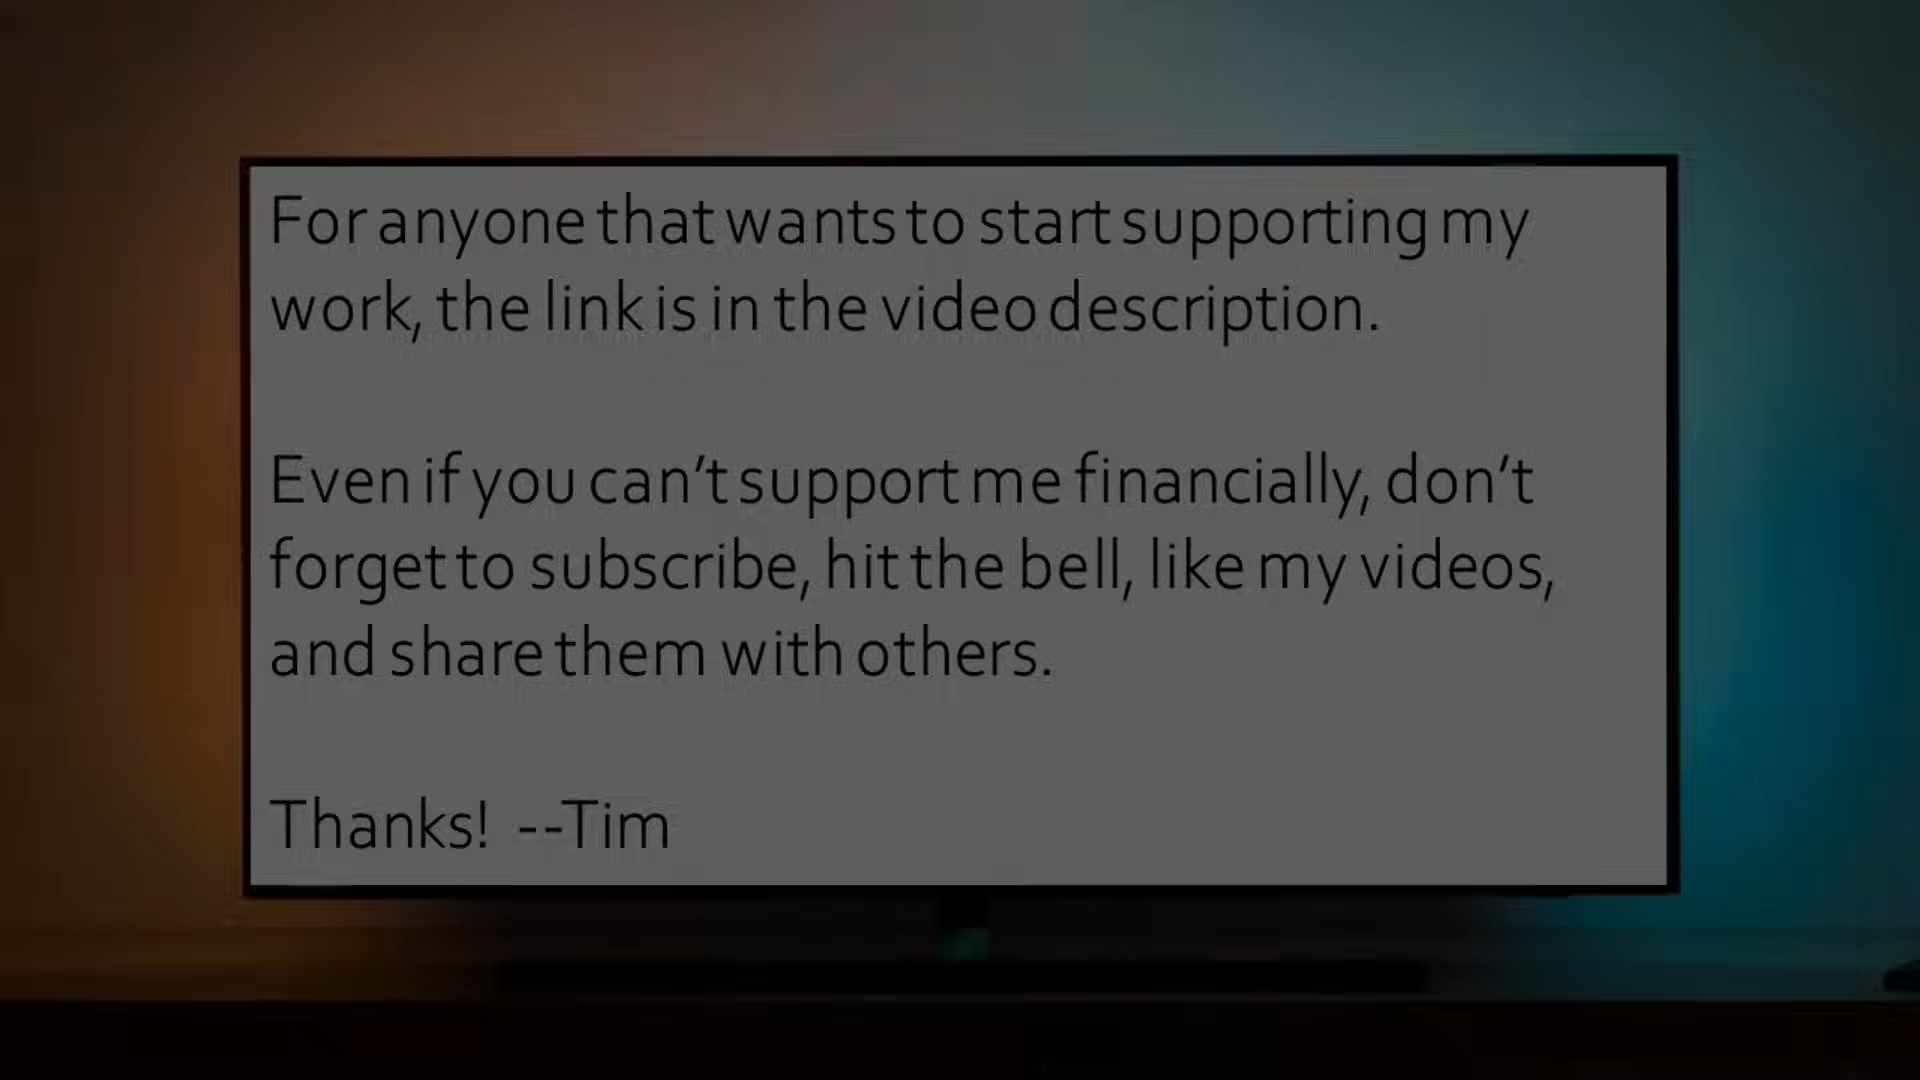 For anyone that wants to start supporting my
work, the link is in the video description.
Even if you can't support me financially, don't
forget to subscribe, hit the bell, like my videos,
and share them with others.
Thanks! --Tim